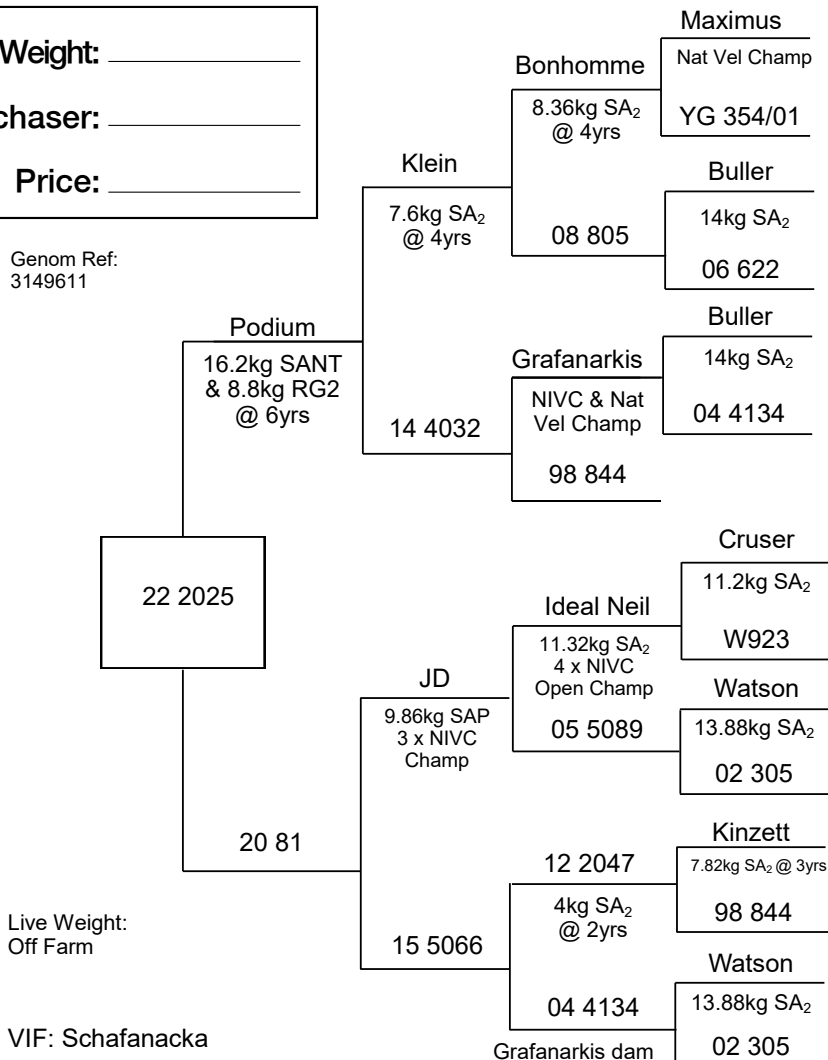 Weight:
chaser:
Price:
Genom Ref:
3149611
Podium
16.2kg SANT
& 8.8kg RG2
@ 6yrs
Klein
7.6kg SA₂
@ 4yrs
14 4032
Bonhomme
8.36kg SA₂
@ 4yrs
08 805
Maximus
Nat Vel Champ
YG 354/01
Buller
14kg SA₂
06 622
Grafanarkis
NIVC & Nat
Vel Champ
98 844
Buller
14kg SA₂
04 4134
22 2025
20 81
JD
9.86kg SAP
3 x NIVC
Champ
15 5066
Ideal Neil
11.32kg SA₂
4 x NIVC
Open Champ
05 5089
Cruser
11.2kg SA₂
W923
Watson
13.88kg SA₂
02 305
12 2047
4kg SA₂
@ 2yrs
04 4134
Grafanarkis dam
Kinzett
7.82kg SA₂ @ 3yrs
98 844
Watson
13.88kg SA₂
02 305
Live Weight:
Off Farm
VIF: Schafanacka